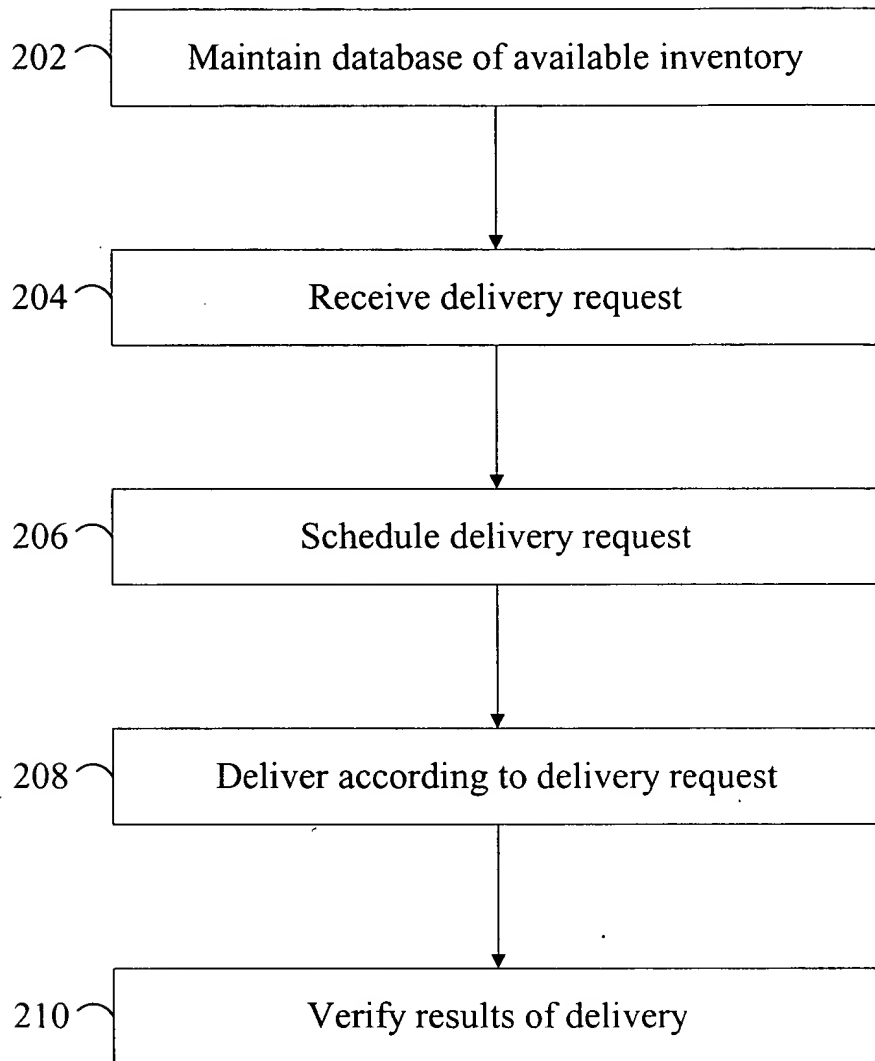 202 Maintain database of available inventory
204 Receive delivery request
206 Schedule delivery request
208 Deliver according to delivery request
210 Verify results of delivery